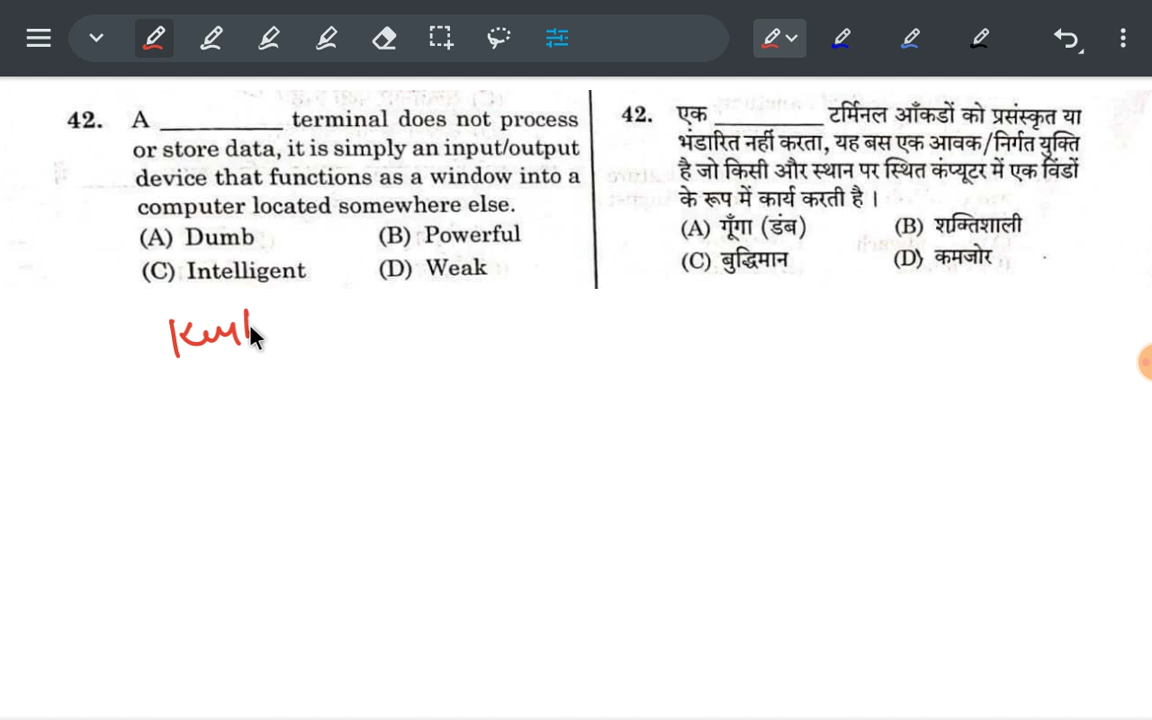 42. A ________ terminal does not process
or store data, it is simply an input/output
device that functions as a window into a
computer located somewhere else.
(A) Dumb (B) Powerful
(C) Intelligent (D) Weak
42. एक ________ टर्मिनल आँकडों को प्रसंस्कृत या
भंडारित नहीं करता, यह बस एक आवक/निर्गत युक्ति
है जो किसी और स्थान पर स्थित कंप्यूटर में एक विंडों
के रूप में कार्य करती है ।
(A) गूँगा (डंब) (B) शक्तिशाली
(C) बुद्धिमान (D) कमजोर